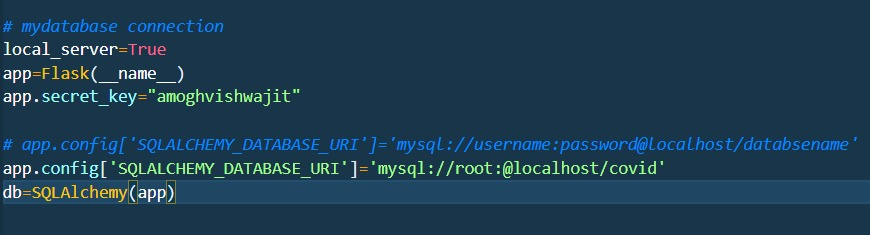 # mydatabase connection
local_server=True
app=Flask(__name__)
app.secret_key="amoghvishwajit"
# app.config['SQLALCHEMY_DATABASE_URI']='mysql://username:password@localhost/databsename'
app.config['SQLALCHEMY_DATABASE_URI']='mysql://root:@localhost/covid'
db=SQLAlchemy(app)